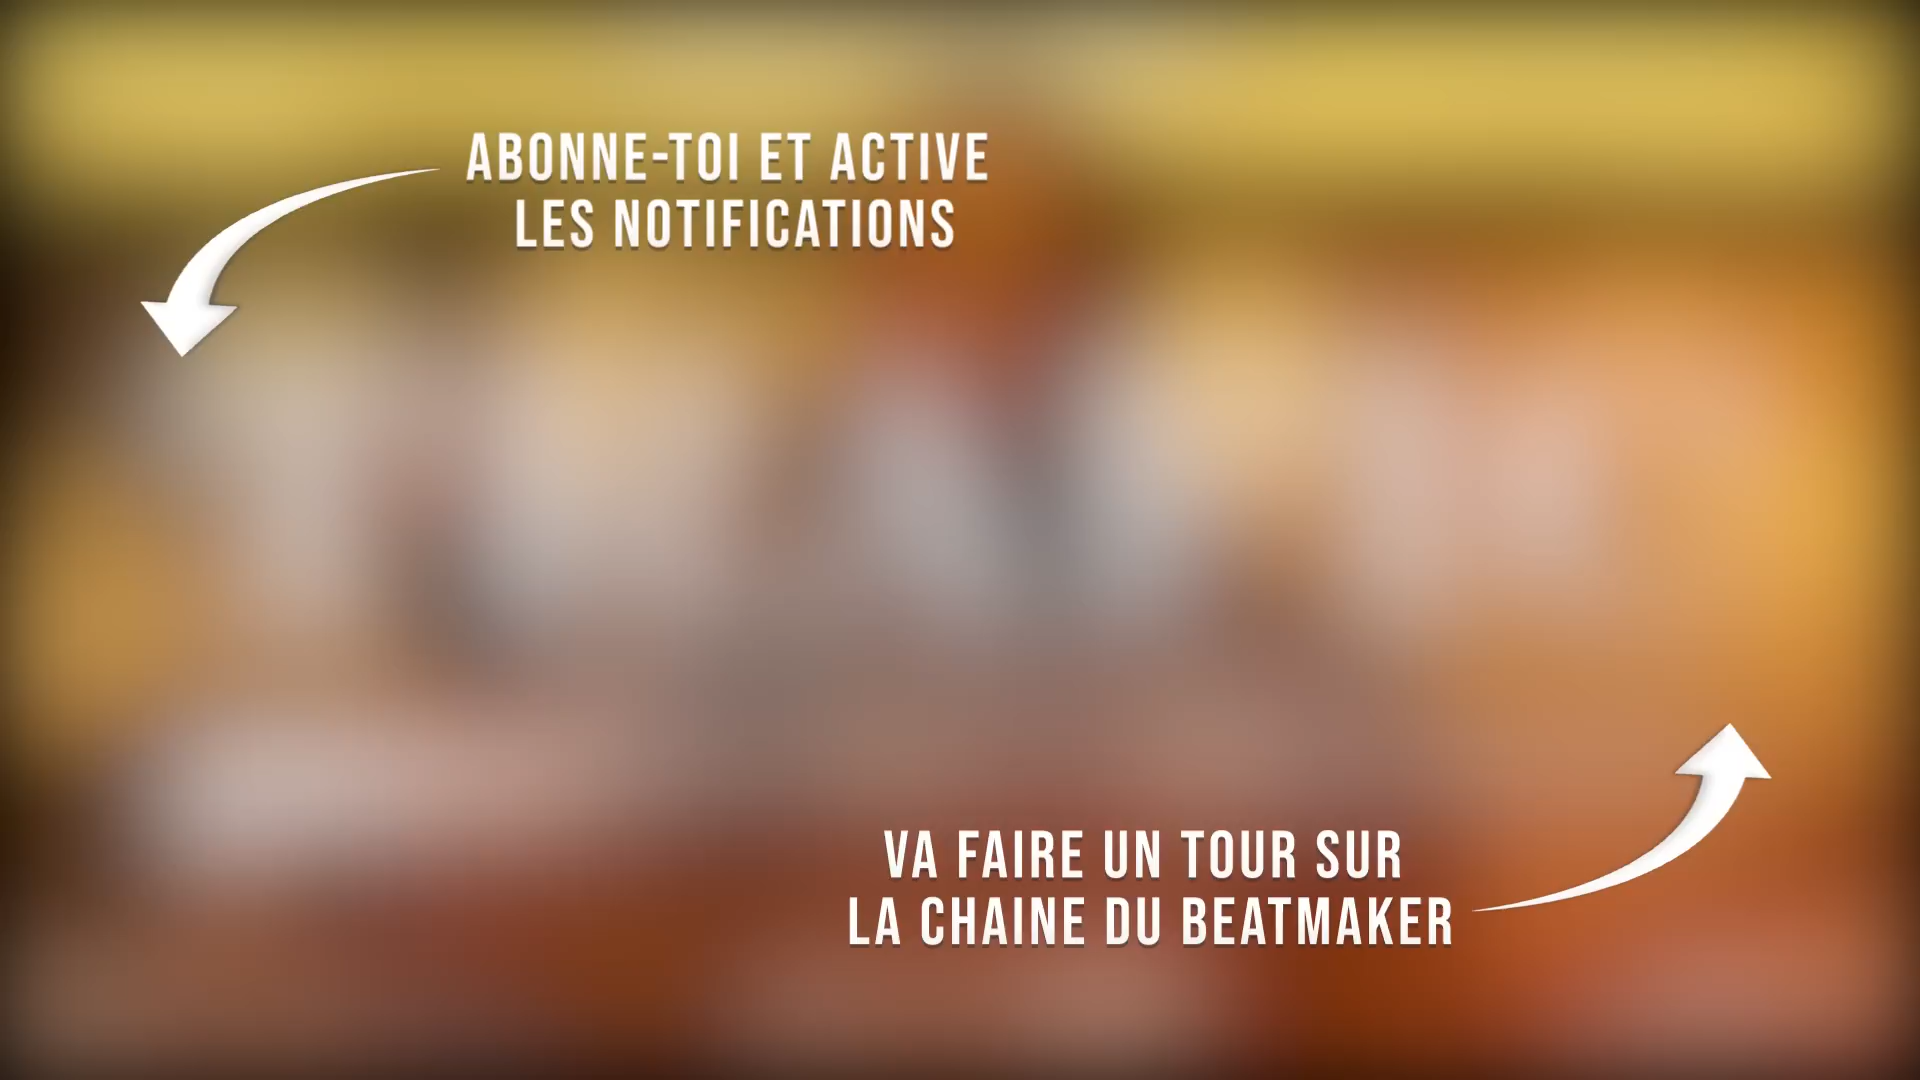 ABONNE-TOI ET ACTIVE
LES NOTIFICATIONS
VA FAIRE UN TOUR SUR
LA CHAINE DU BEATMAKER